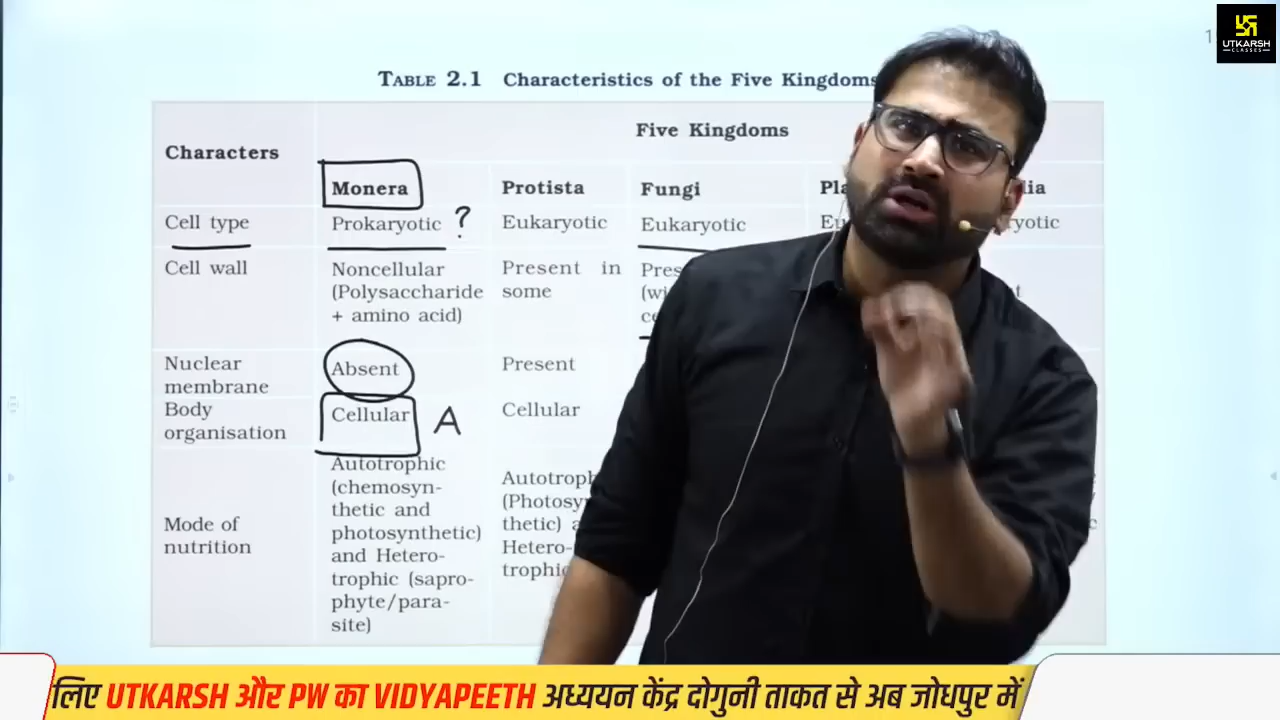 UTKARSH
CLASSES
TABLE 2.1 Characteristics of the Five Kingdoms
Characters
Five Kingdoms
Monera
Protista
Fungi
Cell type
Prokaryotic ?
Eukaryotic
Eukaryotic
Cell wall
Noncellular
(Polysaccharide
+ amino acid)
Present in
some
Nuclear
membrane
Absent
Present
Body
organisation
Cellular A
Cellular
Mode of
nutrition
Autotrophic
(chemosyn-
thetic and
photosynthetic)
and Hetero-
trophic (sapro-
phyte/para-
site)
thetic)
Hetero-
लिए UTKARSH और PW का VIDYAPEETH अध्ययन केंद्र दोगुनी ताकत से अब जोधपुर में